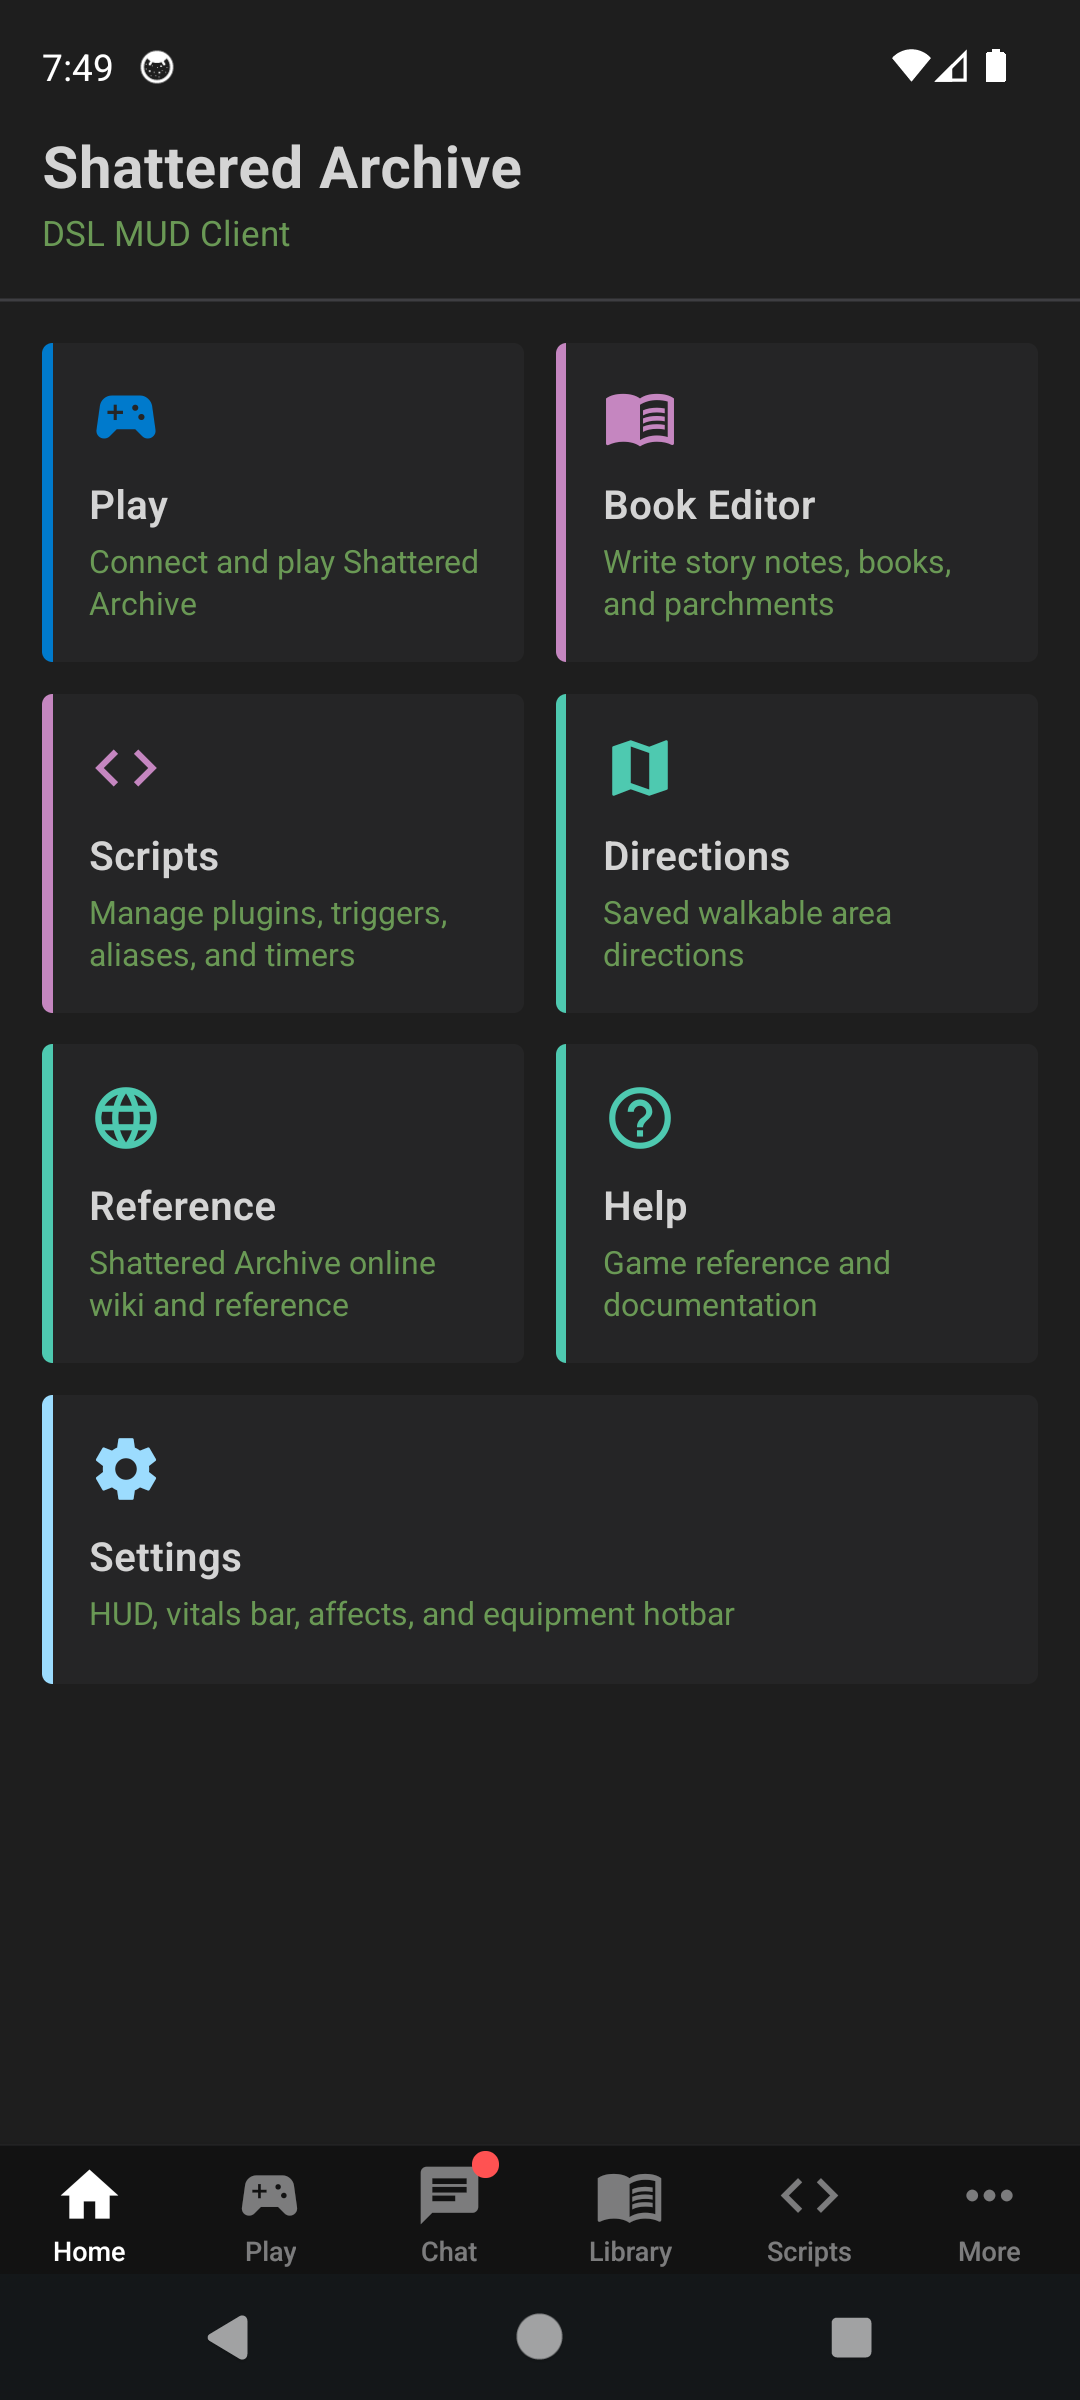 7:49
Shattered Archive
DSL MUD Client
Play
Connect and play Shattered
Archive
Book Editor
Write story notes, books,
and parchments
Scripts
Manage plugins, triggers,
aliases, and timers
Directions
Saved walkable area
directions
Reference
Shattered Archive online
wiki and reference
Help
Game reference and
documentation
Settings
HUD, vitals bar, affects, and equipment hotbar
Home
Play
Chat
Library
Scripts
More